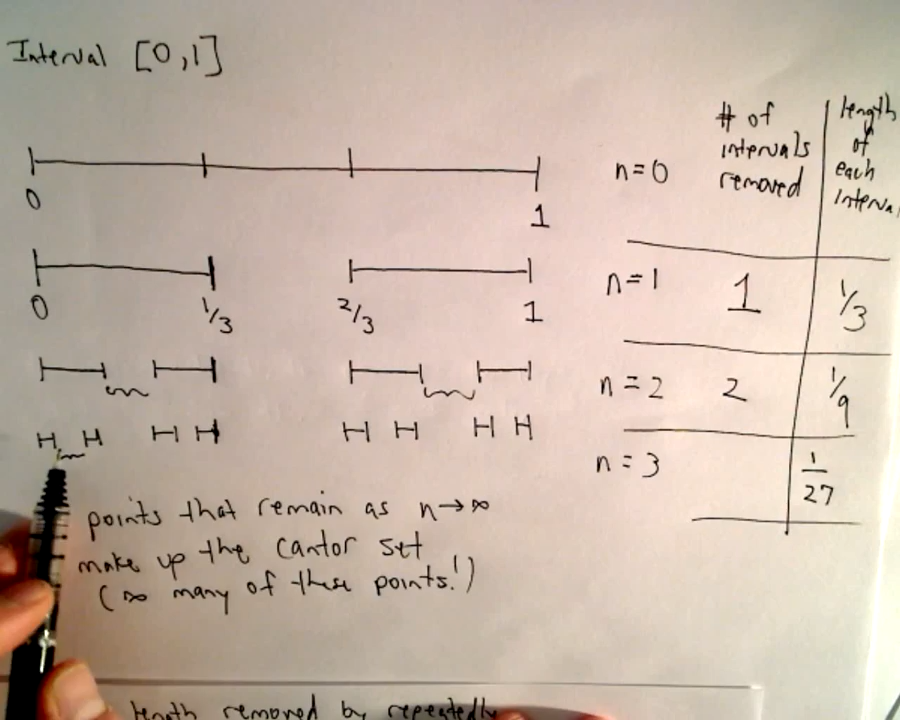 Interval [0,1]
0
1
0
1/3
2/3
1
points that remain as n→∞
make up the cantor set
(∞ many of these points!)
length removed by repeatedly
# of intervals removed
length of each interval
n=0
n=1 1 1/3
n=2 2 1/9
n=3 1/27